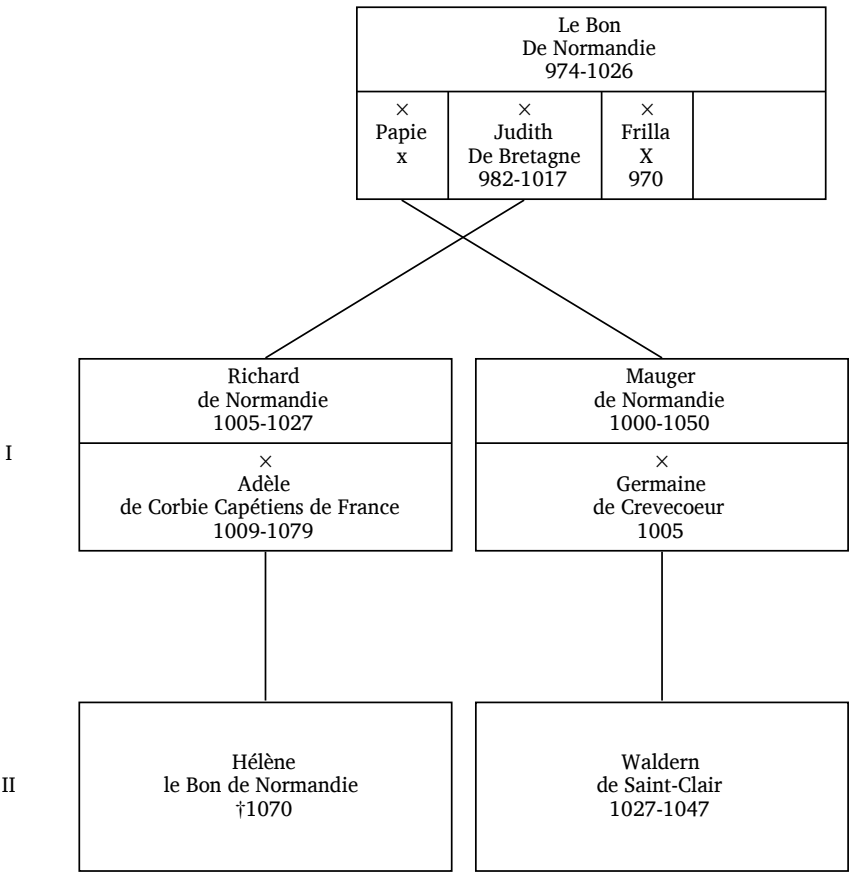 Le Bon
De Normandie
974-1026
×
Papie
x
×
Judith
De Bretagne
982-1017
×
Frilla
X
970
I
Richard
de Normandie
1005-1027
×
Adèle
de Corbie Capétiens de France
1009-1079
Mauger
de Normandie
1000-1050
×
Germaine
de Crevecoeur
1005
II
Hélène
le Bon de Normandie
†1070
Waldern
de Saint-Clair
1027-1047